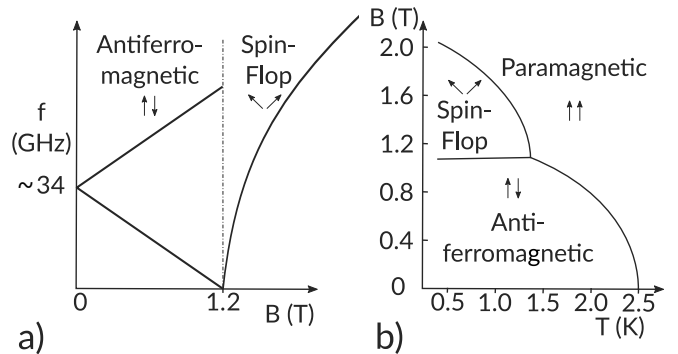 Antiferro-
magnetic
Spin-
Flop
f
(GHz)
~34
0
1.2
B (T)
a)
B (T)
2.0
1.6
1.2
0.8
0.4
0
Paramagnetic
Spin-
Flop
Anti-
ferromagnetic
0.5
1.0
1.5
2.0
2.5
T (K)
b)